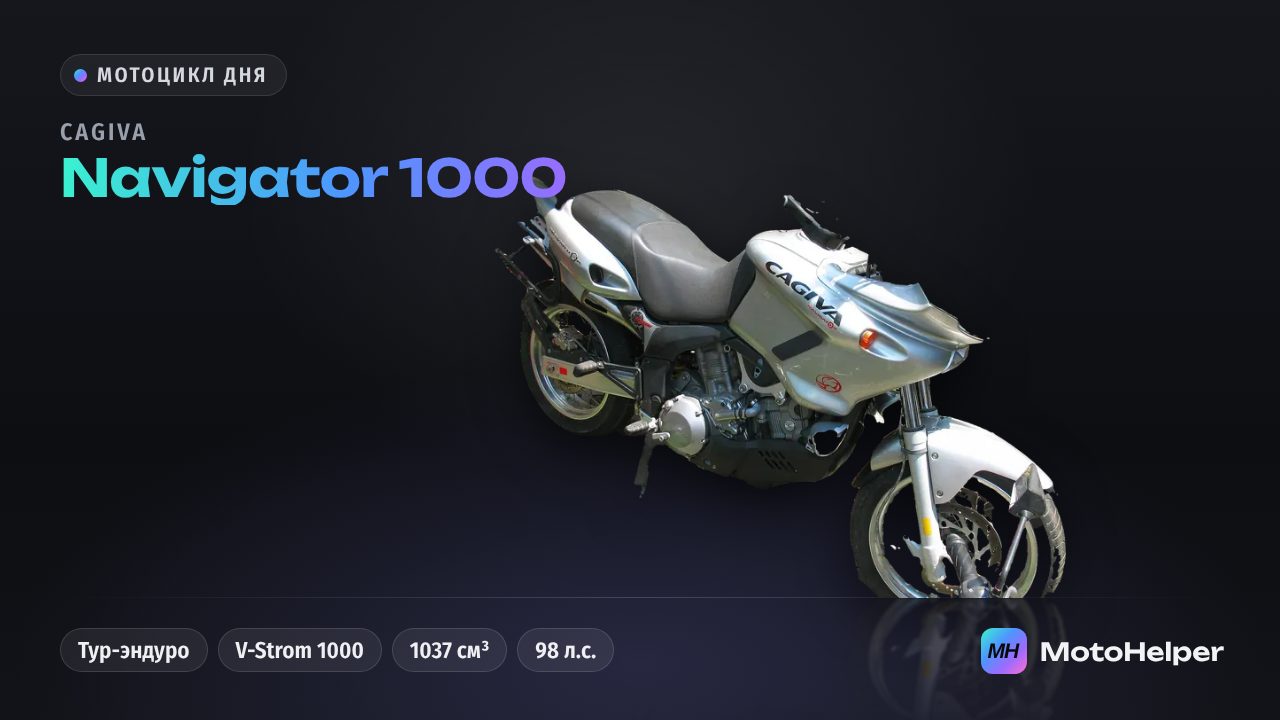 МОТОЦИКЛ ДНЯ
CAGIVA
Navigator 1000
CAGIVA
Тур-эндуро
V-Strom 1000
1037 см³
98 л.с.
MH MotoHelper